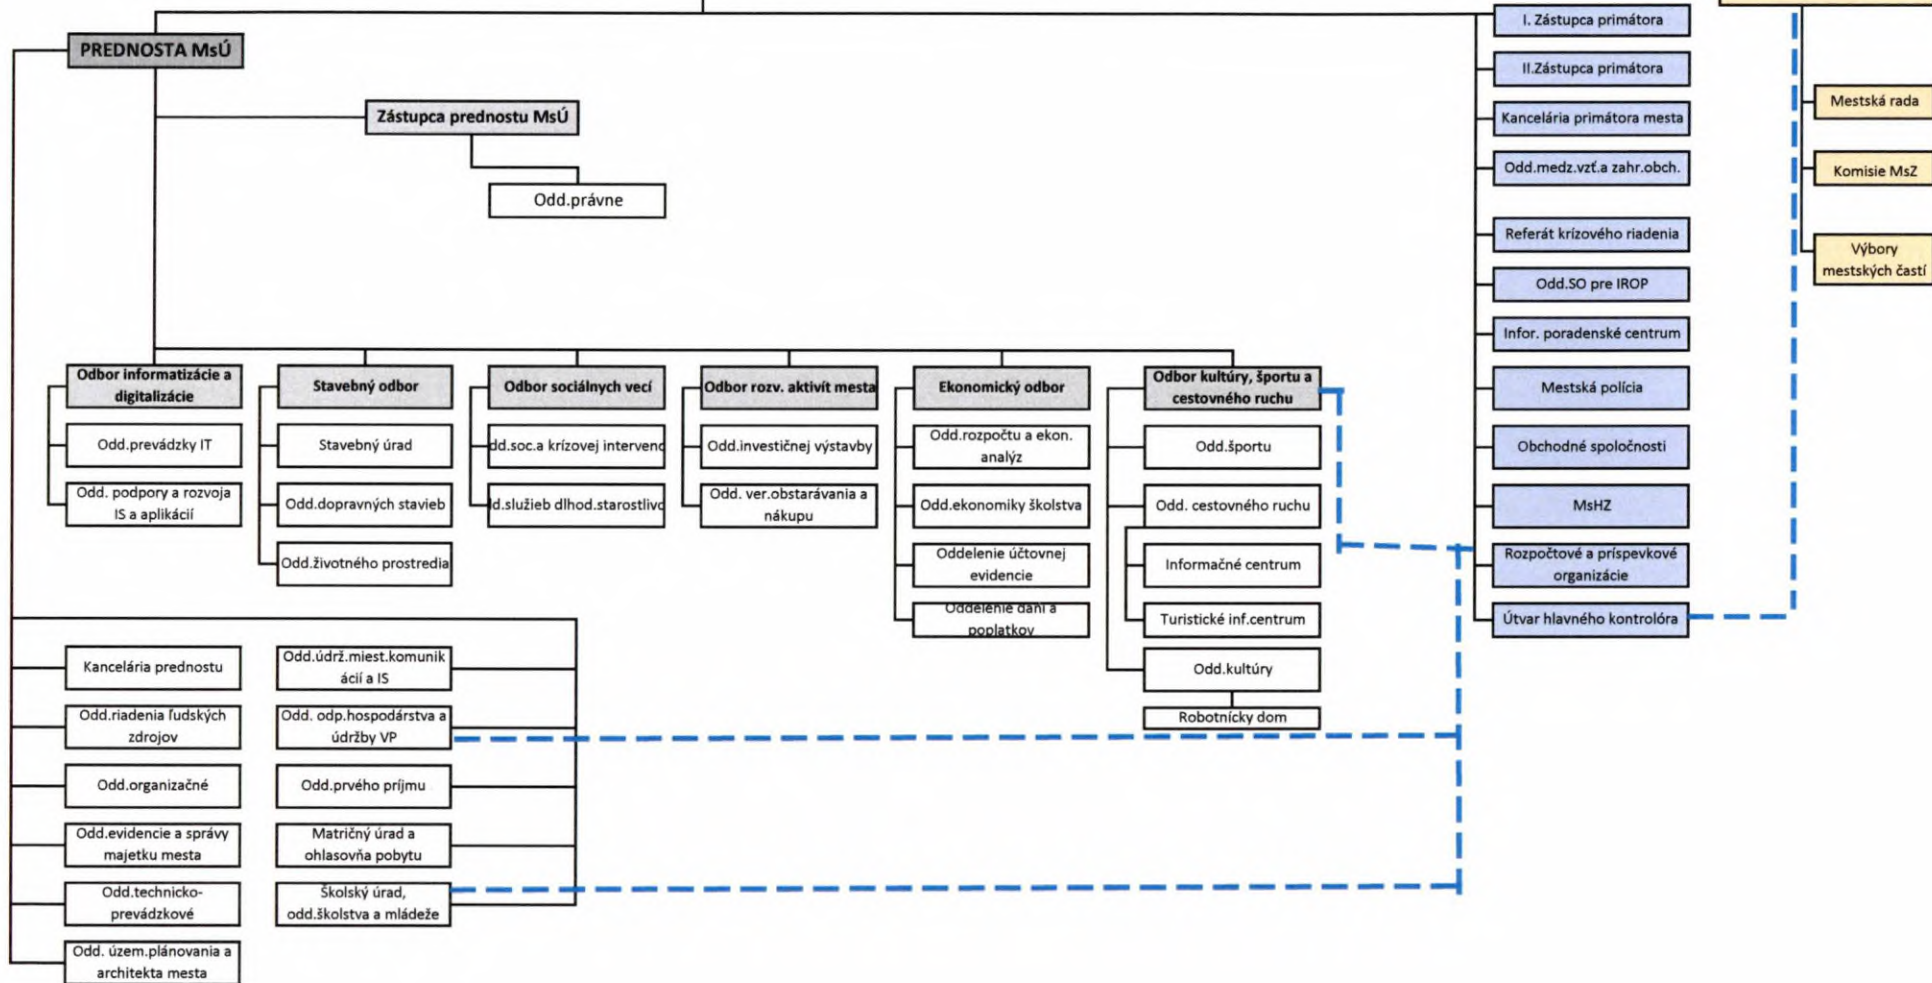 PREDNOSTA MsÚ
Zástupca prednostu MsÚ
Odd.právne
I. Zástupca primátora
II.Zástupca primátora
Kancelária primátora mesta
Odd.medz.vzť.a zahr.obch.
Referát krízového riadenia
Odd.SO pre IROP
Infor. poradenské centrum
Mestská polícia
Obchodné spoločnosti
MsHZ
Rozpočtové a príspevkové
organizácie
Útvar hlavného kontrolóra
Mestská rada
Komisie MsZ
Výbory
mestských častí
Odbor informatizácie a
digitalizácie
Odd.prevádzky IT
Odd. podpory a rozvoja
IS a aplikácií
Stavebný odbor
Stavebný úrad
Odd.dopravných stavieb
Odd.životného prostredia
Odbor sociálnych vecí
dd.soc.a krízovej intervenc
d.služieb dlhod.starostlivo
Odbor rozv. aktivít mesta
Odd.investičnej výstavby
Odd. ver.obstarávania a
nákupu
Ekonomický odbor
Odd.rozpočtu a ekon.
analýz
Odd.ekonomiky školstva
Oddelenie účtovnej
evidencie
Oddelenie daní a
poplatkov
Odbor kultúry, športu a
cestovného ruchu
Odd.športu
Odd. cestovného ruchu
Informačné centrum
Turistické inf.centrum
Odd.kultúry
Robotnícky dom
Kancelária prednostu
Odd.riadenia ľudských
zdrojov
Odd.organizačné
Odd.evidencie a správy
majetku mesta
Odd.technicko-
prevádzkové
Odd. územ.plánovania a
architekta mesta
Odd.údrž.miest.komunik
ácií a IS
Odd. odp.hospodárstva a
údržby VP
Odd.prvého príjmu
Matričný úrad a
ohlasovňa pobytu
Školský úrad,
odd.školstva a mládeže